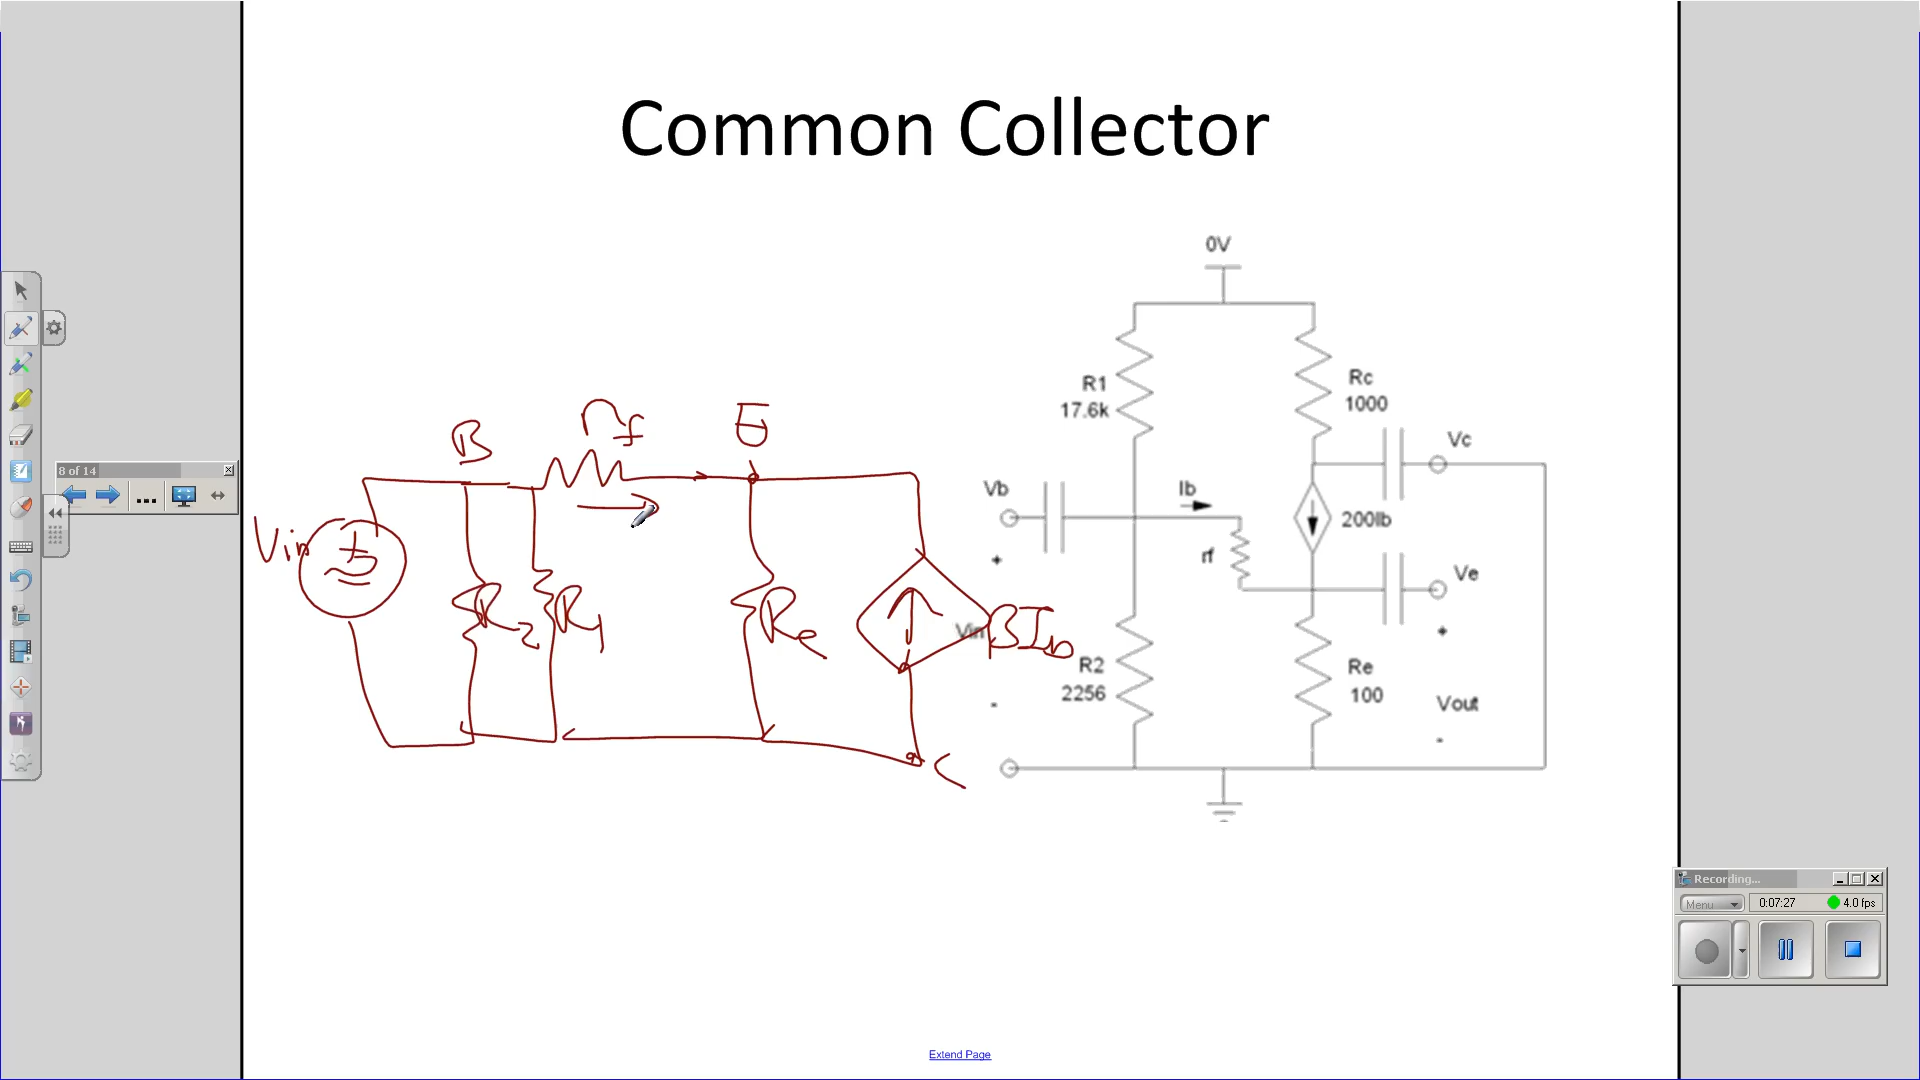 Common Collector
0V
R1
17.6k
Rc
1000
Vc
Vb
Ib
200Ib
rf
Ve
+
+
Vin
R2
2256
Re
100
Vout
-
-
B
rf
E
Vin
+
R2
R1
Re
βIb
C
8 of 14
...
Recording...
Menu
0:07:27
4.0 fps
Extend Page